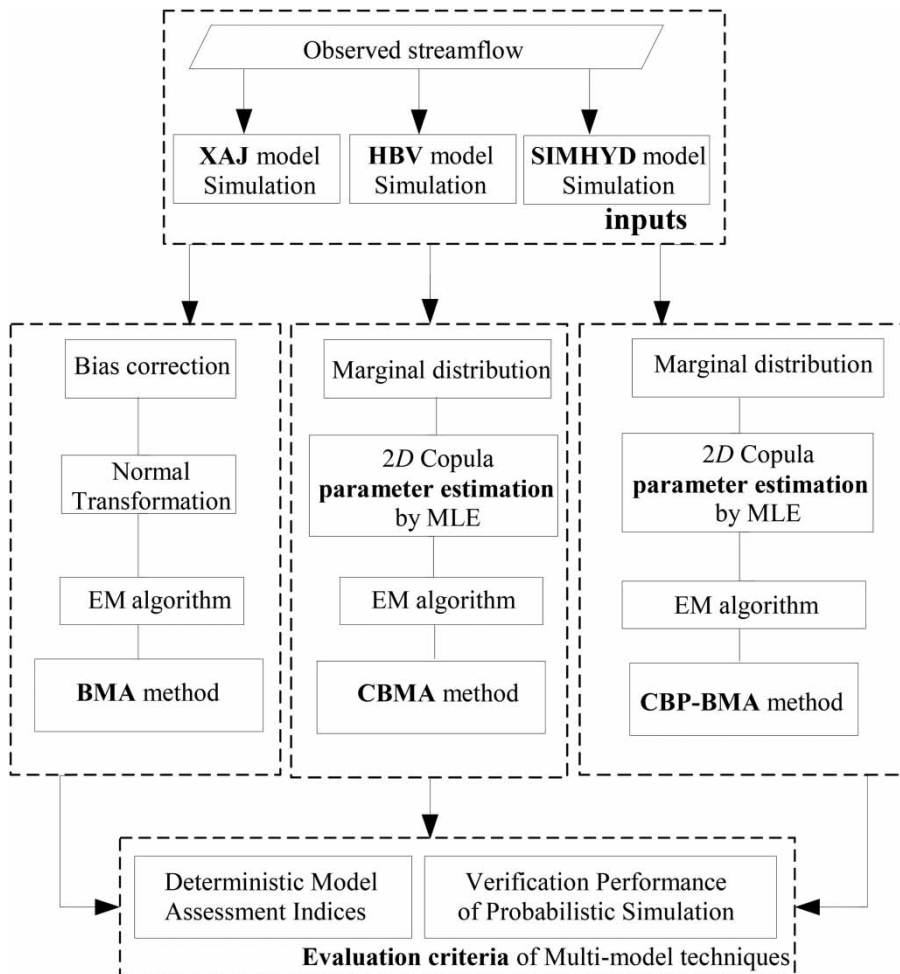 Observed streamflow
XAJ model
Simulation
HBV model
Simulation
SIMHYD model
Simulation
inputs
Bias correction
Normal
Transformation
EM algorithm
BMA method
Marginal distribution
2D Copula
parameter estimation
by MLE
EM algorithm
CBMA method
Marginal distribution
2D Copula
parameter estimation
by MLE
EM algorithm
CBP-BMA method
Deterministic Model
Assessment Indices
Verification Performance
of Probabilistic Simulation
Evaluation criteria of Multi-model techniques